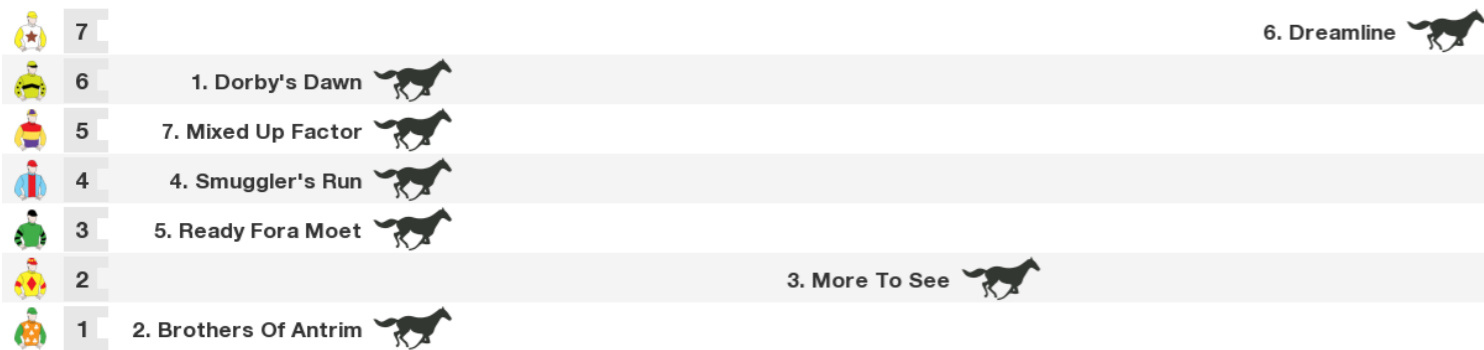 7 6. Dreamline
6 1. Dorby's Dawn
5 7. Mixed Up Factor
4 4. Smuggler's Run
3 5. Ready Fora Moet
2 3. More To See
1 2. Brothers Of Antrim